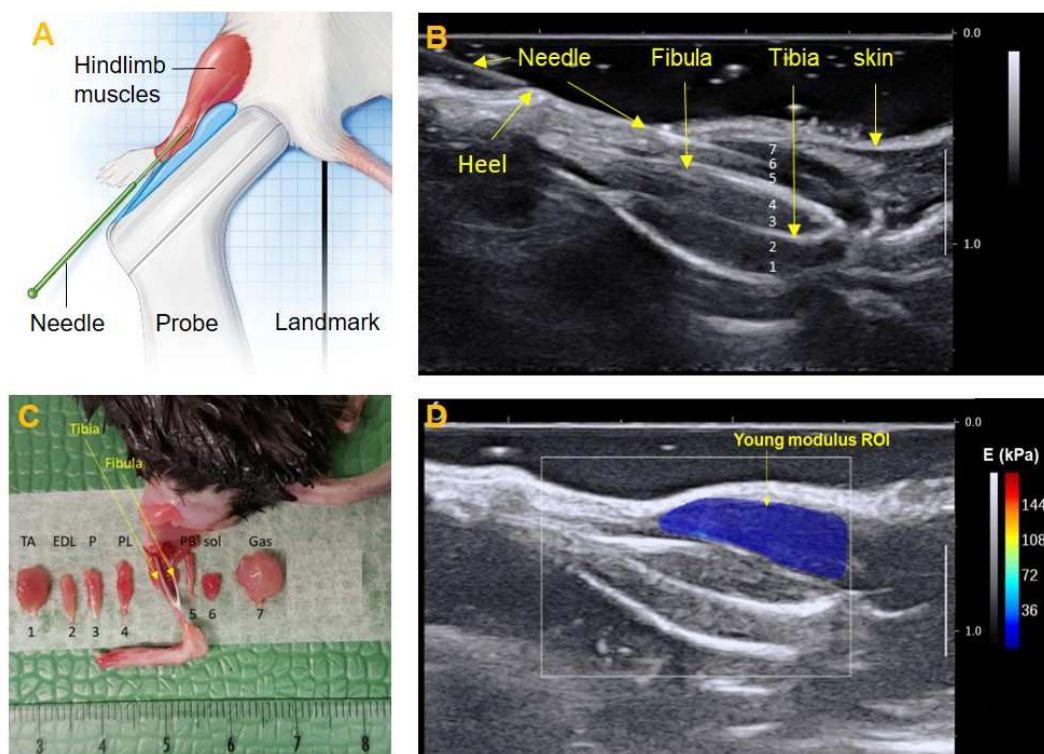 A
Hindlimb
muscles
Needle
Probe
Landmark
B
0.0
Needle
Fibula
Tibia
skin
Heel
7
6
5
4
3
2
1
1.0
C
Tibia
Fibula
TA
EDL
P
PL
PB
sol
Gas
1
2
3
4
5
6
7
3
4
5
6
7
8
D
0.0
Young modulus ROI
E (kPa)
144
108
72
36
1.0